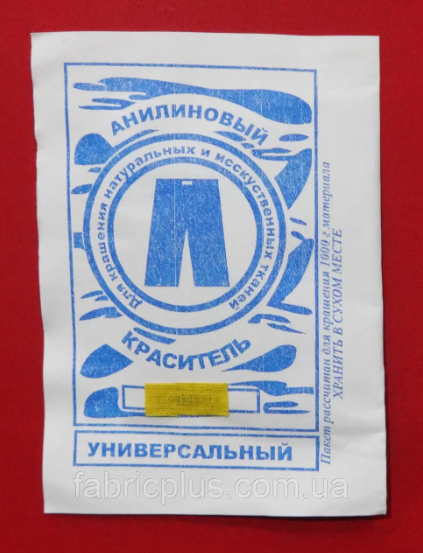 АНИЛИНОВЫЙ
Для крашения натуральных и исскуственных тканей
КРАСИТЕЛЬ
УНИВЕРСАЛЬНЫЙ
Пакет рассчитан для крашения 1000 г материала
ХРАНИТЬ В СУХОМ МЕСТЕ
fabricplus.com.ua